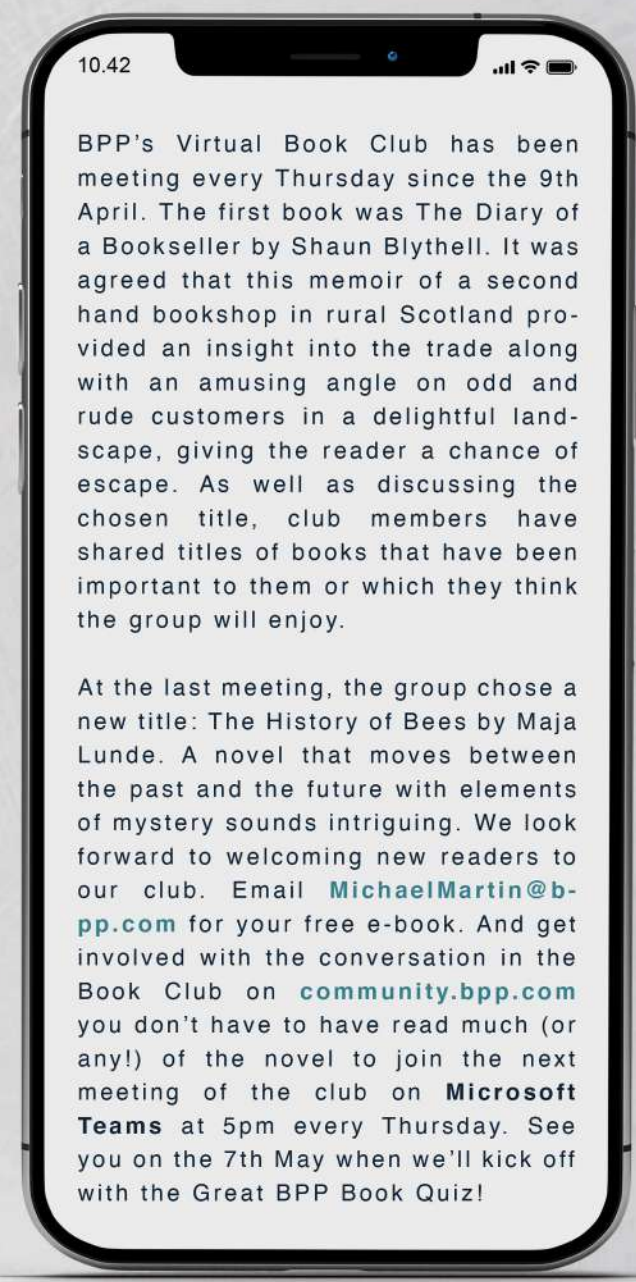 10.42
BPP's Virtual Book Club has been
meeting every Thursday since the 9th
April. The first book was The Diary of
a Bookseller by Shaun Blythell. It was
agreed that this memoir of a second
hand bookshop in rural Scotland pro-
vided an insight into the trade along
with an amusing angle on odd and
rude customers in a delightful land-
scape, giving the reader a chance of
escape. As well as discussing the
chosen title, club members have
shared titles of books that have been
important to them or which they think
the group will enjoy.
At the last meeting, the group chose a
new title: The History of Bees by Maja
Lunde. A novel that moves between
the past and the future with elements
of mystery sounds intriguing. We look
forward to welcoming new readers to
our club. Email MichaelMartin@b-
pp.com for your free e-book. And get
involved with the conversation in the
Book Club on community.bpp.com
you don't have to have read much (or
any!) of the novel to join the next
meeting of the club on Microsoft
Teams at 5pm every Thursday. See
you on the 7th May when we'll kick off
with the Great BPP Book Quiz!